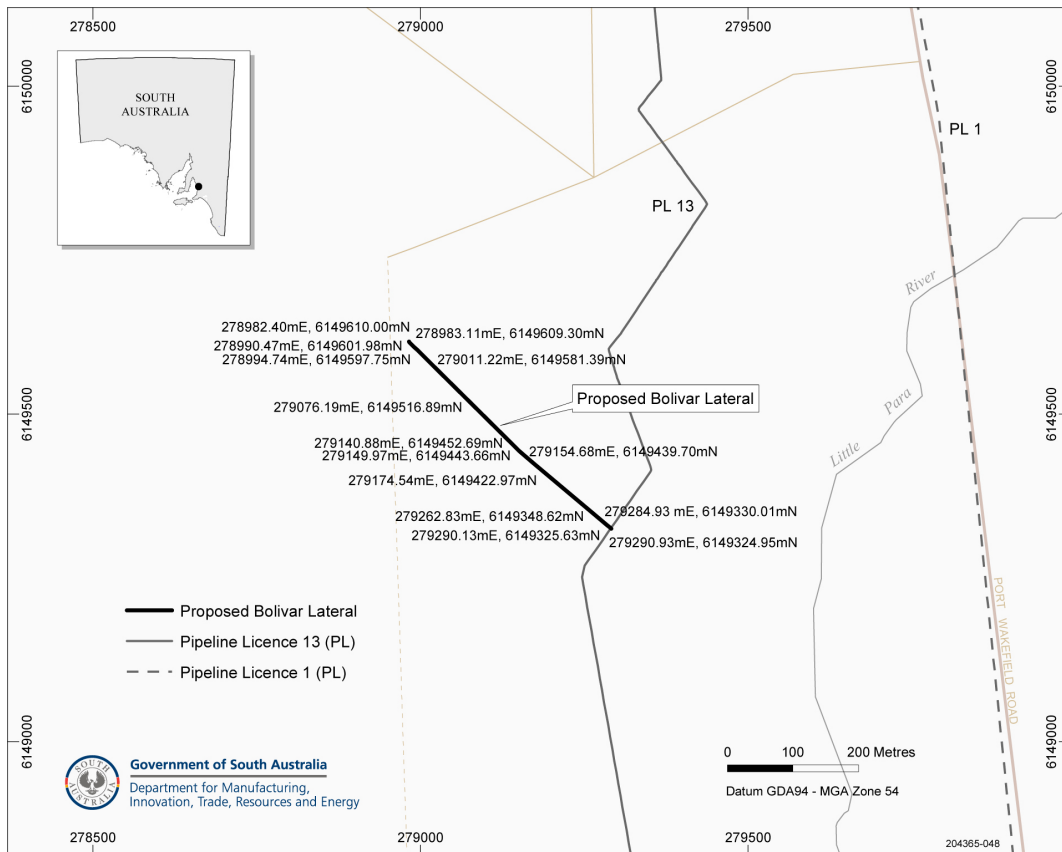 278500
279000
279500
6150000
6150000
SOUTH
AUSTRALIA
PL 1
PL 13
River
278982.40mE, 6149610.00mN
278983.11mE, 6149609.30mN
278990.47mE, 6149601.98mN
278994.74mE, 6149597.75mN
279011.22mE, 6149581.39mN
Proposed Bolivar Lateral
279076.19mE, 6149516.89mN
Para
6149500
6149500
279140.88mE, 6149452.69mN
279149.97mE, 6149443.66mN
279154.68mE, 6149439.70mN
Little
279174.54mE, 6149422.97mN
279262.83mE, 6149348.62mN
279284.93 mE, 6149330.01mN
279290.13mE, 6149325.63mN
279290.93mE, 6149324.95mN
Proposed Bolivar Lateral
Pipeline Licence 13 (PL)
Pipeline Licence 1 (PL)
PORT WAKEFIELD ROAD
6149000
6149000
SOUTH
AUSTRALIA
Government of South Australia
Department for Manufacturing,
Innovation, Trade, Resources and Energy
0 100 200 Metres
Datum GDA94 - MGA Zone 54
204365-048
278500
279000
279500